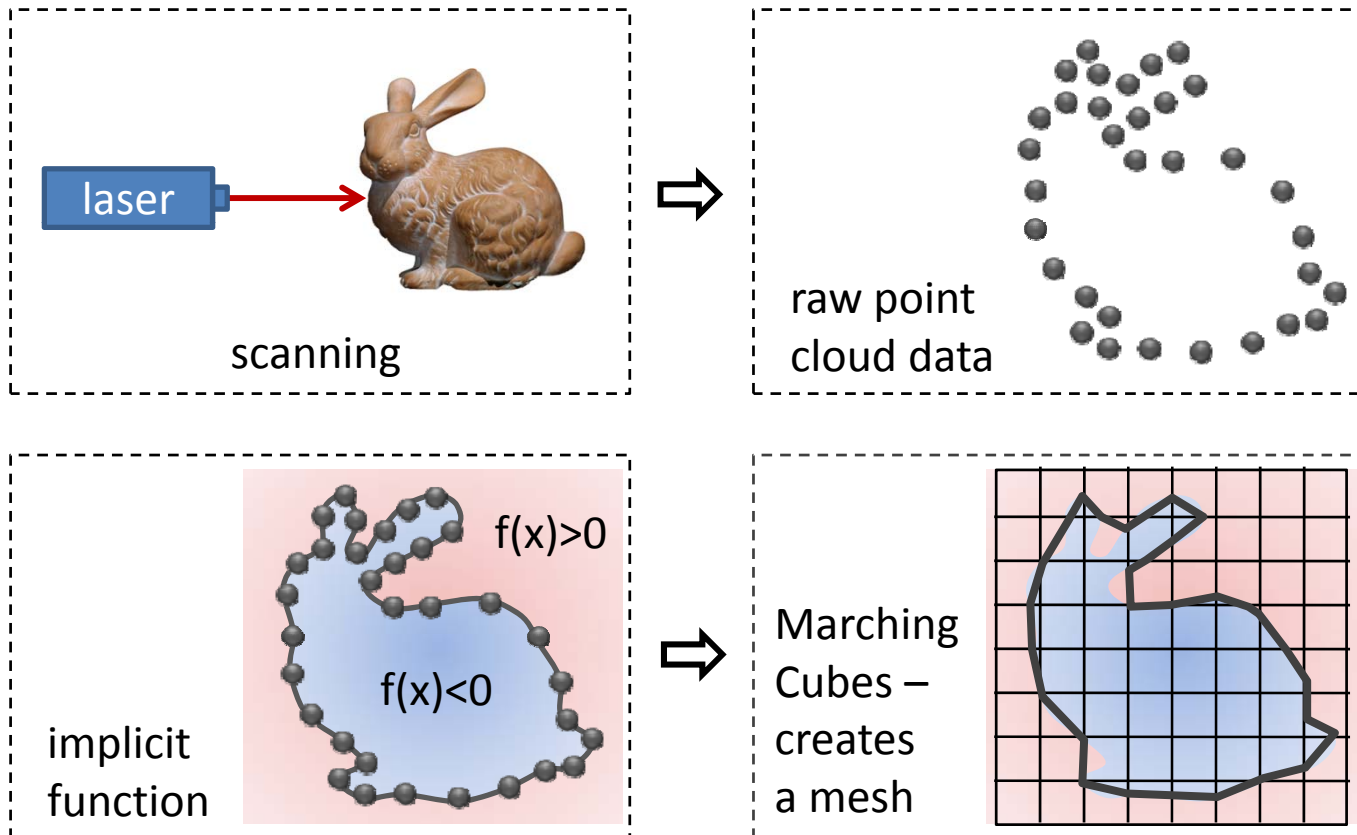 laser
scanning
raw point
cloud data
f(x)>0
f(x)<0
implicit
function
Marching
Cubes –
creates
a mesh